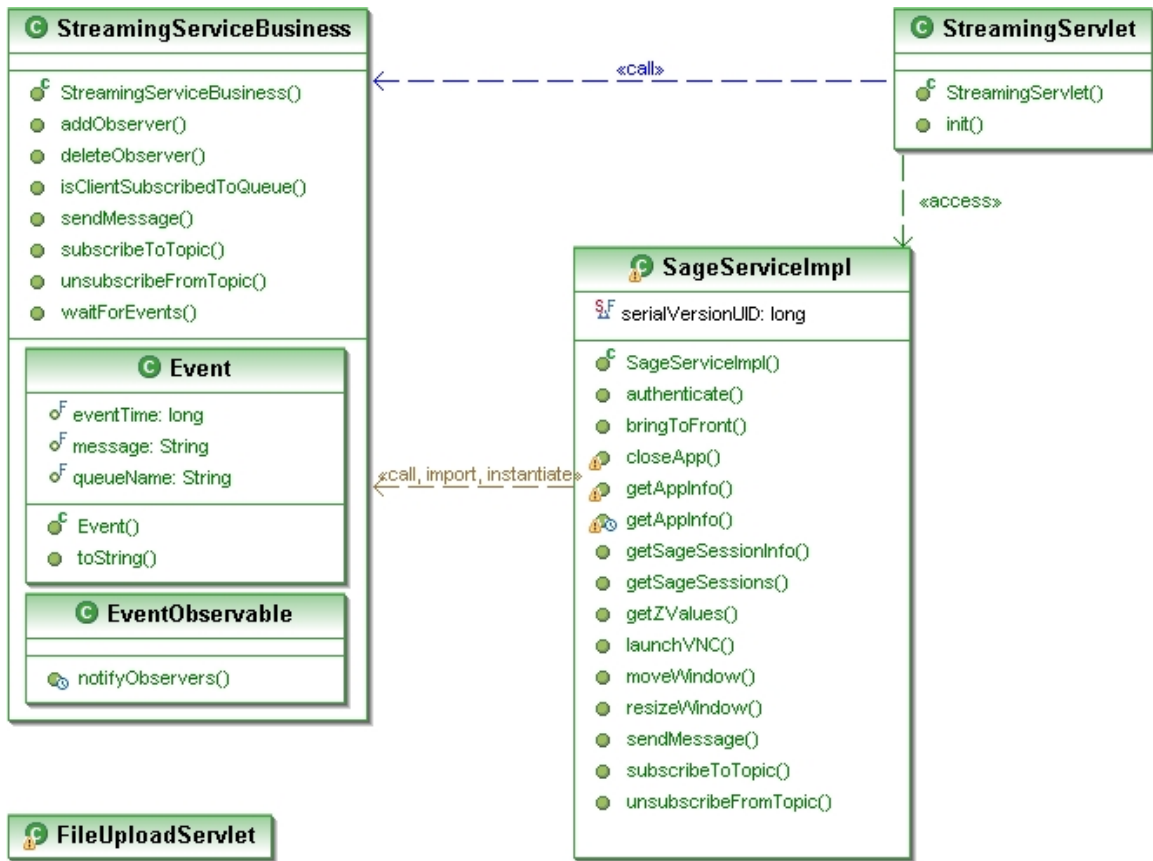 StreamingServiceBusiness
StreamingServiceBusiness()
addObserver()
deleteObserver()
isClientSubscribedToQueue()
sendMessage()
subscribeToTopic()
unsubscribeFromTopic()
waitForEvents()
Event
eventTime: long
message: String
queueName: String
Event()
toString()
EventObservable
notifyObservers()
«call»
StreamingServlet
StreamingServlet()
init()
«access»
«call, import, instantiate»
SageServiceImpl
serialVersionUID: long
SageServiceImpl()
authenticate()
bringToFront()
closeApp()
getAppInfo()
getAppInfo()
getSageSessionInfo()
getSageSessions()
getZValues()
launchVNC()
moveWindow()
resizeWindow()
sendMessage()
subscribeToTopic()
unsubscribeFromTopic()
FileUploadServlet